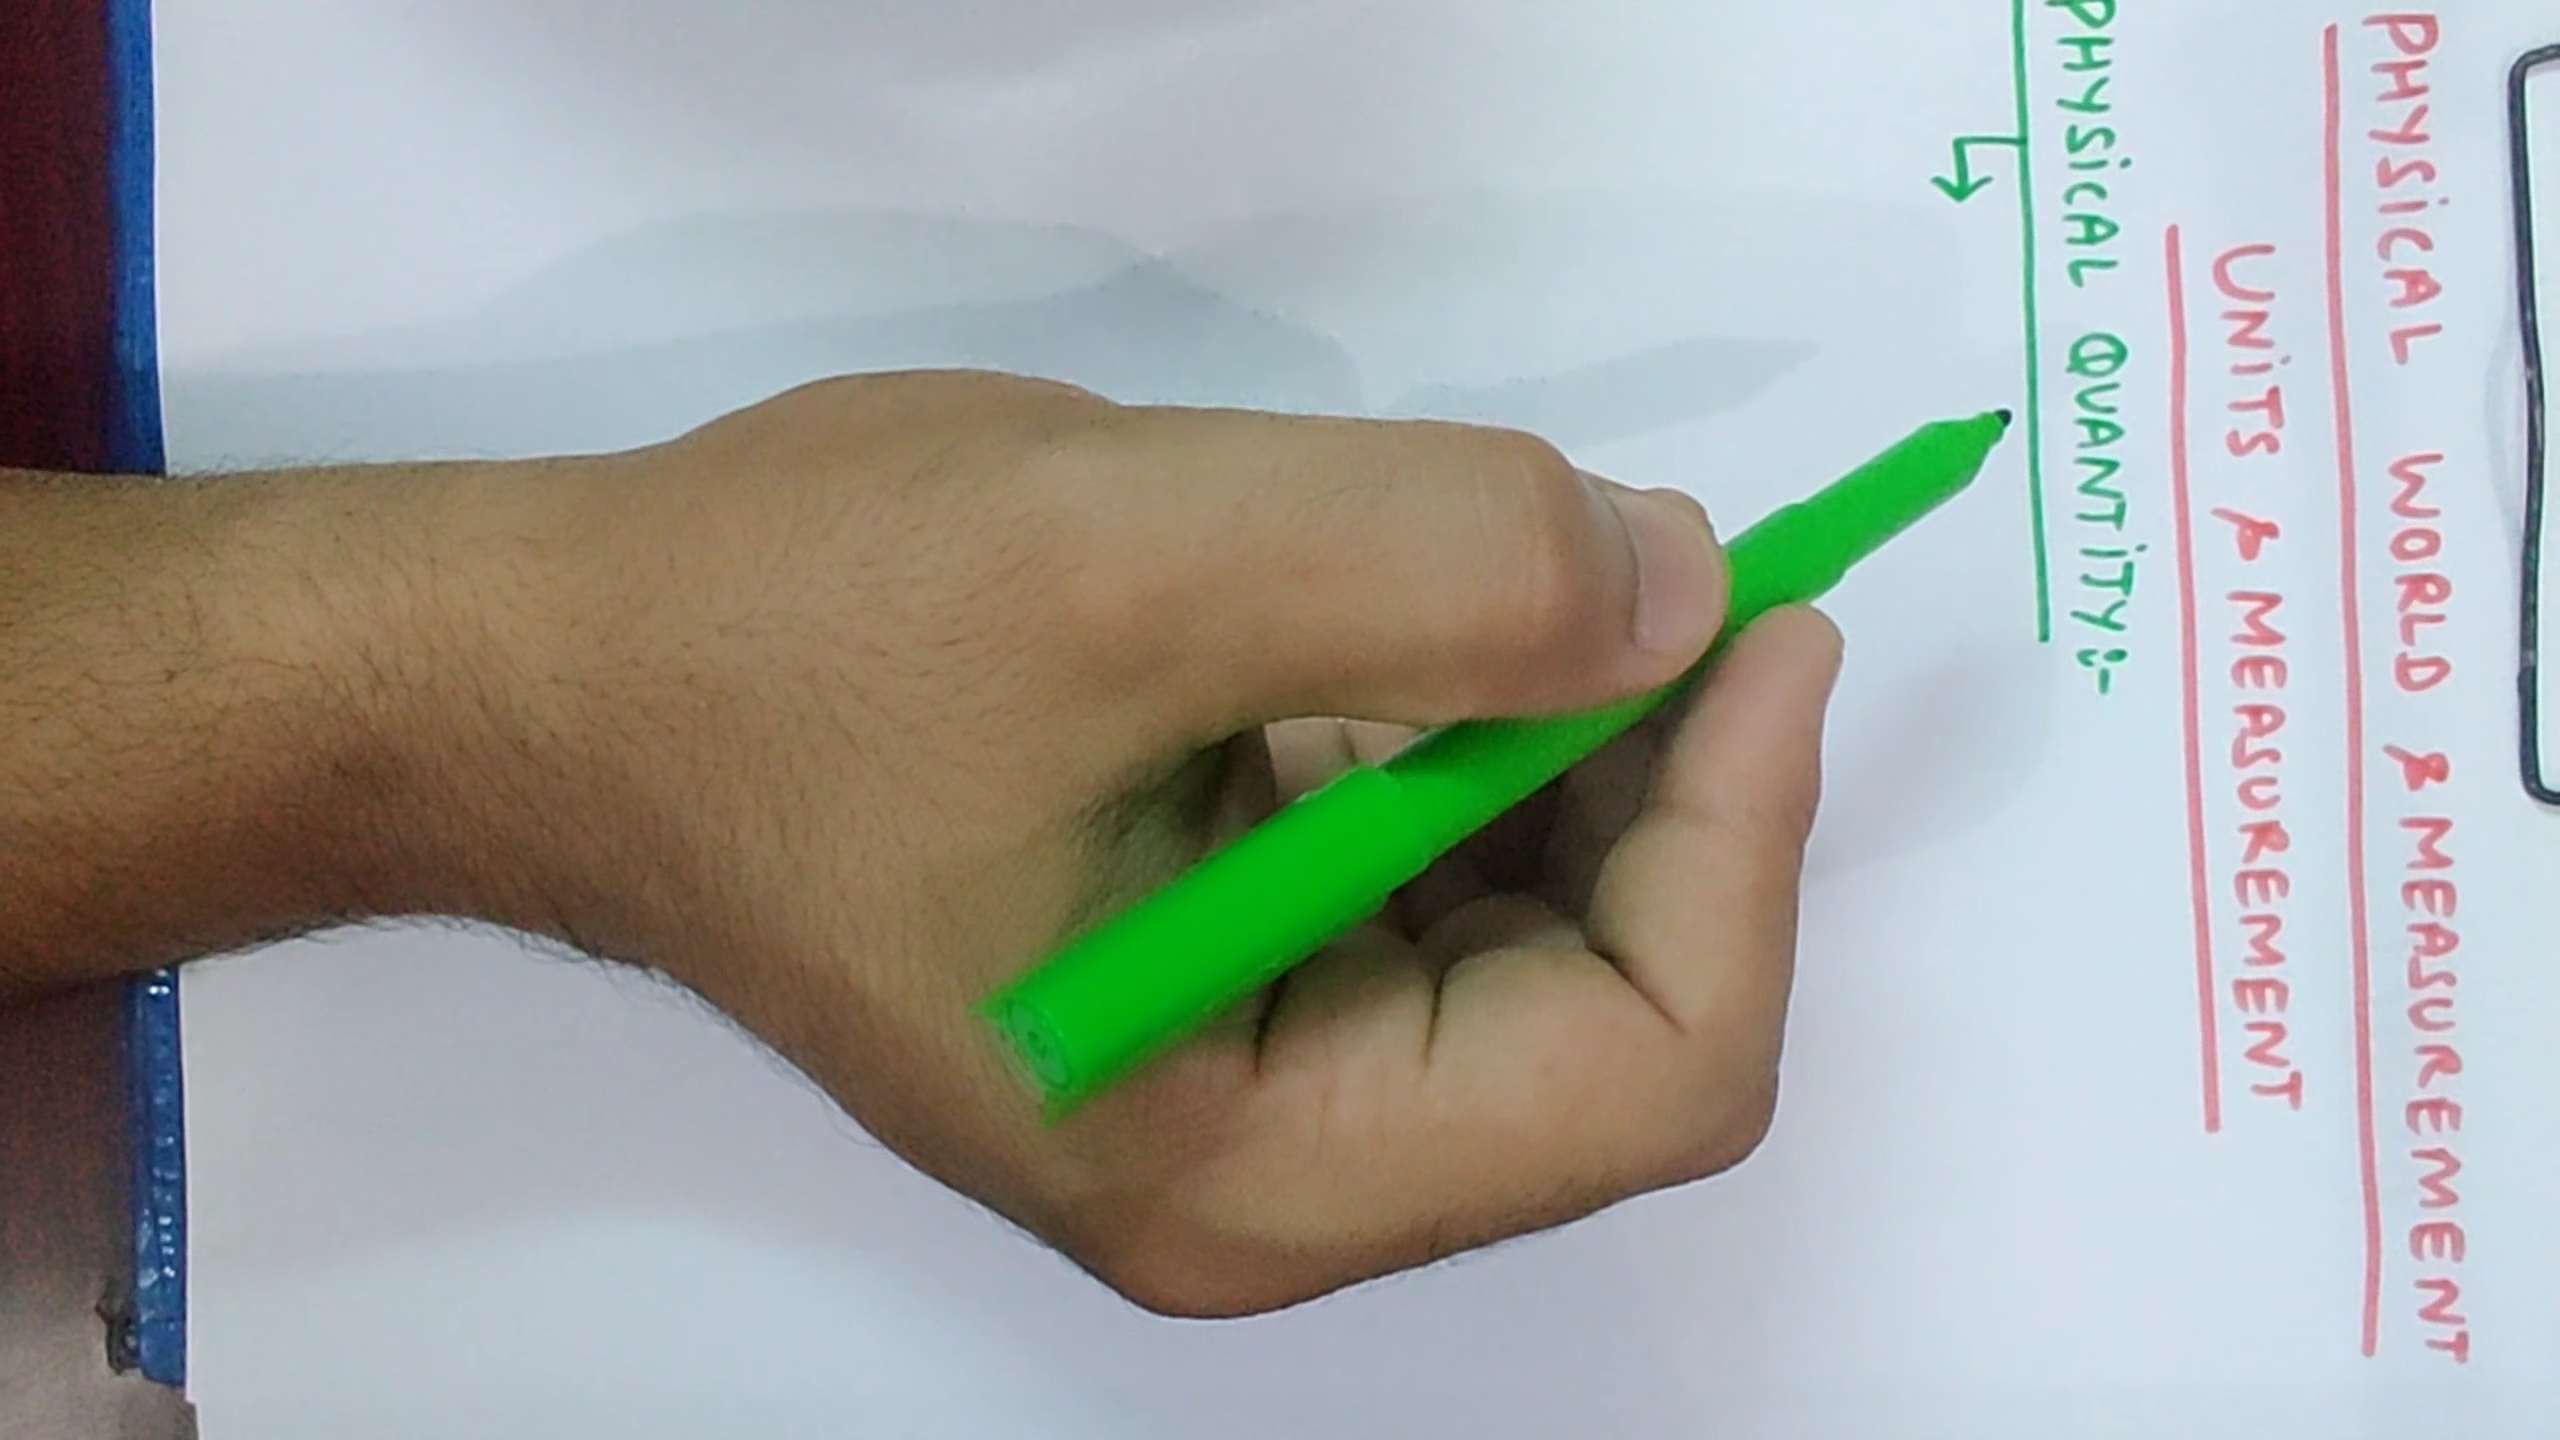 PHYSICAL WORLD & MEASUREMENT
UNITS & MEASUREMENT
PHYSICAL QUANTITY:-